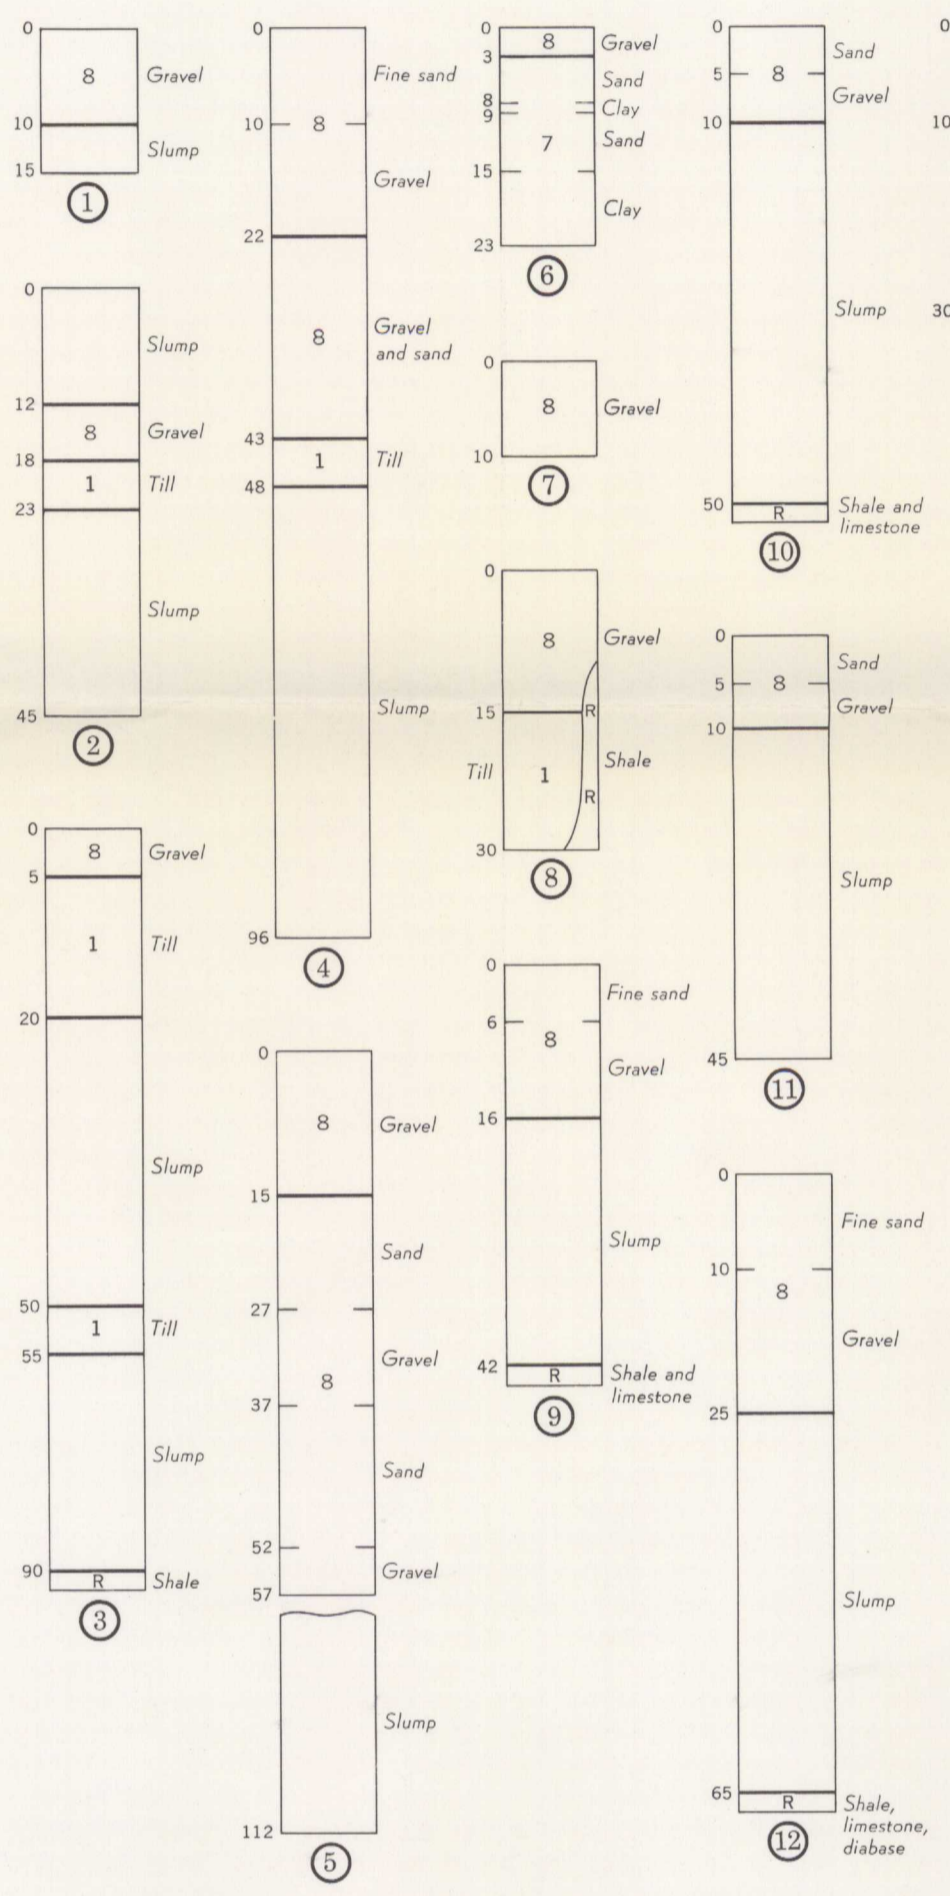 0
8 Gravel
10
Slump
15
1
0
Slump
12
8 Gravel
18
1 Till
23
Slump
45
2
0
8 Gravel
5
1 Till
20
Slump
50
1 Till
55
Slump
90
R Shale
3
0
Fine sand
10 8
Gravel
22
8 Gravel
and sand
43
1 Till
48
Slump
96
4
0
8 Gravel
15
Sand
27
Gravel
8
37
Sand
52
Gravel
57
Slump
112
5
0
8 Gravel
3
Sand
8
Clay
9
7 Sand
15
Clay
23
6
0
8 Gravel
10
7
0
8 Gravel
15 R
Till 1 Shale
R
30
8
0
Fine sand
6
8
Gravel
16
Slump
42
R Shale and
limestone
9
0
Sand
5 8
Gravel
10
Slump
50
R Shale and
limestone
10
0
Sand
5 8
Gravel
10
Slump
45
11
0
Fine sand
10
8
Gravel
25
Slump
65
R Shale,
limestone,
diabase
12
0
10
30